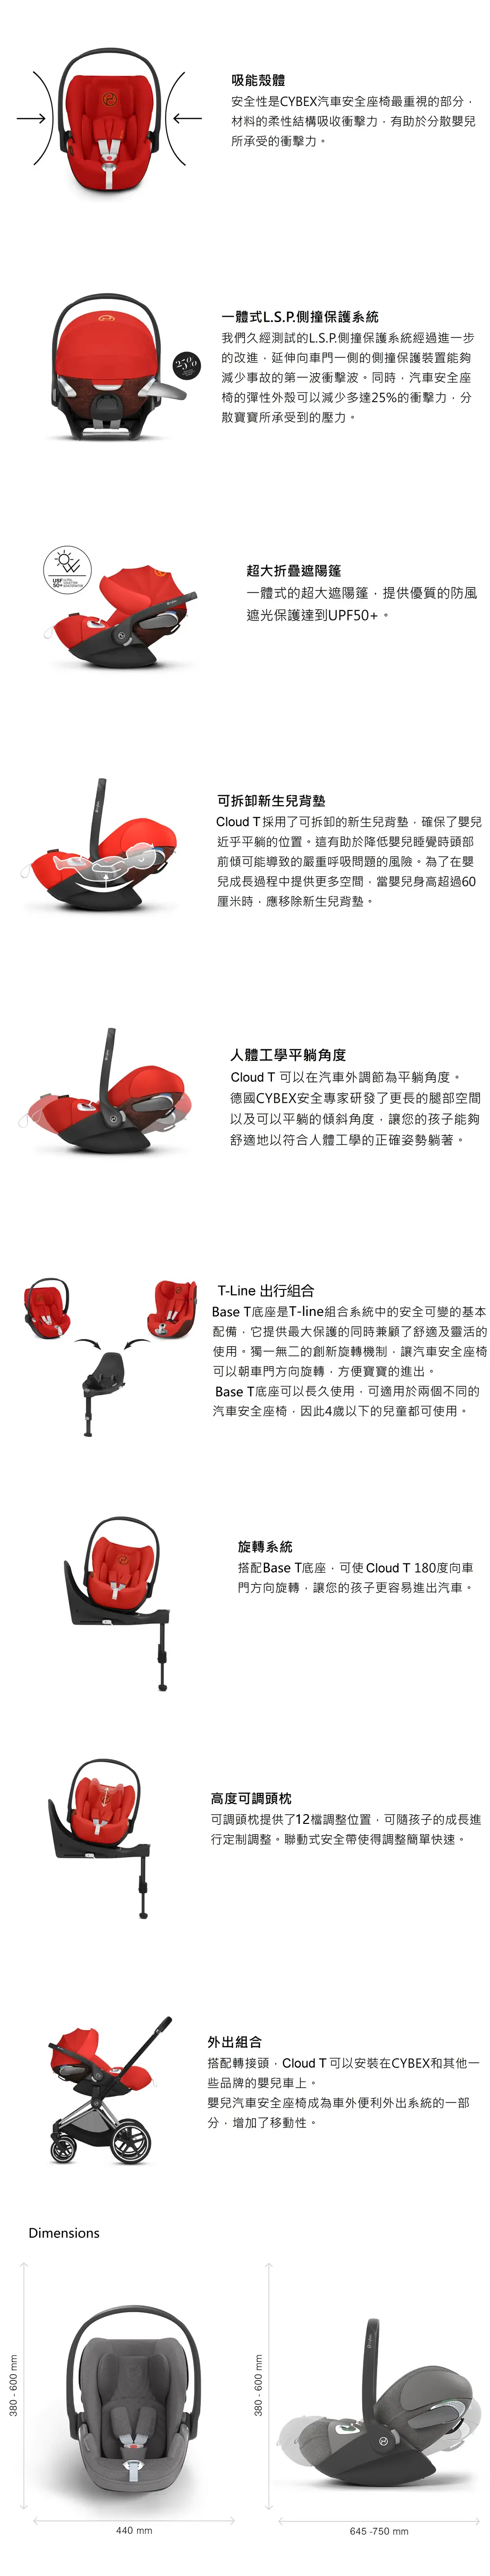 吸能殼體
安全性是CYBEX汽車安全座椅最重視的部分，
材料的柔性結構吸收衝擊力，有助於分散嬰兒
所承受的衝擊力。
一體式L.S.P.側撞保護系統
我們久經測試的L.S.P.側撞保護系統經過進一步
的改進，延伸向車門一側的側撞保護裝置能夠
減少事故的第一波衝擊波。同時，汽車安全座
椅的彈性外殼可以減少多達25%的衝擊力，分
散寶寶所承受到的壓力。
25%
超大折疊遮陽篷
一體式的超大遮陽篷，提供優質的防風
遮光保護達到UPF50+。
可拆卸新生兒背墊
Cloud T採用了可拆卸的新生兒背墊，確保了嬰兒
近乎平躺的位置。這有助於降低嬰兒睡覺時頭部
前傾可能導致的嚴重呼吸問題的風險。為了在嬰
兒成長過程中提供更多空間，當嬰兒身高超過60
厘米時，應移除新生兒背墊。
人體工學平躺角度
Cloud T 可以在汽車外調節為平躺角度。
德國CYBEX安全專家研發了更長的腿部空間
以及可以平躺的傾斜角度，讓您的孩子能夠
舒適地以符合人體工學的正確姿勢躺著。
T-Line 出行組合
Base T底座是T-line組合系統中的安全可變的基本
配備，它提供最大保護的同時兼顧了舒適及靈活的
使用。獨一無二的創新旋轉機制，讓汽車安全座椅
可以朝車門方向旋轉，方便寶寶的進出。
Base T底座可以長久使用，可適用於兩個不同的
汽車安全座椅，因此4歲以下的兒童都可使用。
旋轉系統
搭配Base T底座，可使 Cloud T 180度向車
門方向旋轉，讓您的孩子更容易進出汽車。
高度可調頭枕
可調頭枕提供了12檔調整位置，可隨孩子的成長進
行定制調整。聯動式安全帶使得調整簡單快速。
外出組合
搭配轉接頭，Cloud T 可以安裝在CYBEX和其他一
些品牌的嬰兒車上。
嬰兒汽車安全座椅成為車外便利外出系統的一部
分，增加了移動性。
Dimensions
380 - 600 mm
440 mm
380 - 600 mm
645 -750 mm